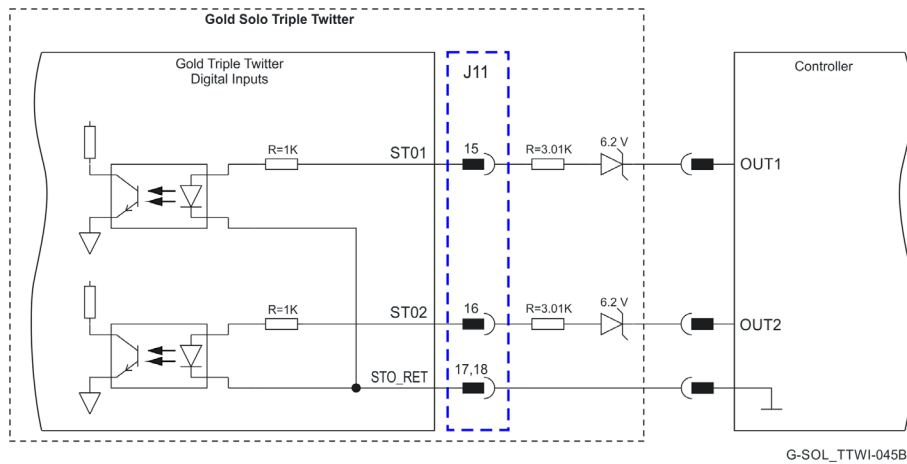 Gold Solo Triple Twitter
Gold Triple Twitter
Digital Inputs
J11
Controller
R=1K
ST01
15
R=3.01K
6.2 V
OUT1
R=1K
ST02
16
R=3.01K
6.2 V
OUT2
STO_RET
17,18
G-SOL_TTWI-045B